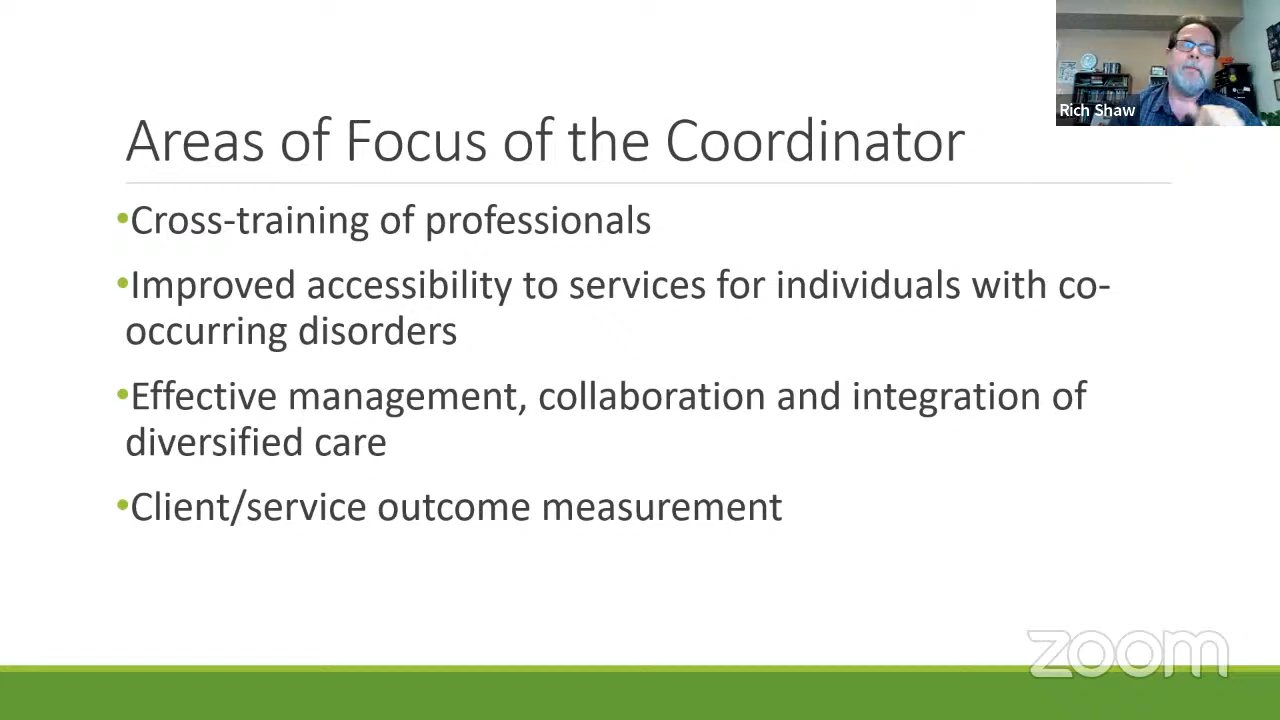 Rich Shaw
Areas of Focus of the Coordinator
•Cross-training of professionals
•Improved accessibility to services for individuals with co-
occurring disorders
•Effective management, collaboration and integration of
diversified care
•Client/service outcome measurement
zoom